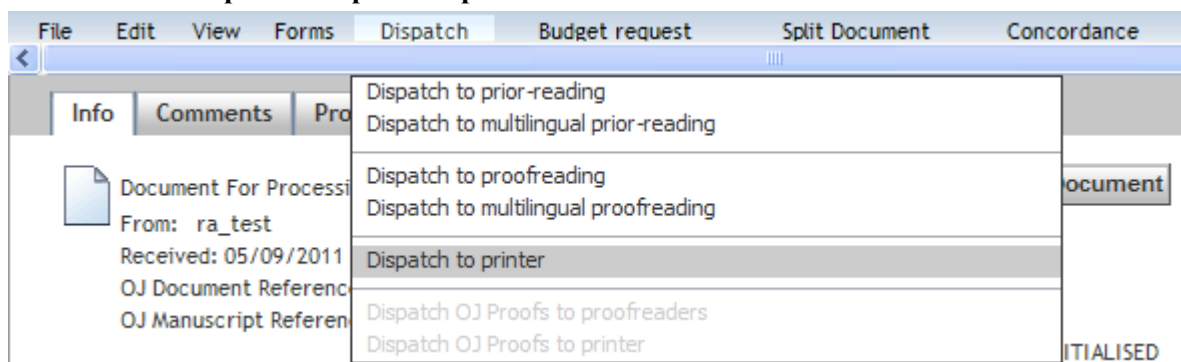 File Edit View Forms Dispatch Budget request Split Document Concordance
Info Comments Pro
Dispatch to prior-reading
Dispatch to multilingual prior-reading
Dispatch to proofreading
Dispatch to multilingual proofreading
Dispatch to printer
Dispatch OJ Proofs to proofreaders
Dispatch OJ Proofs to printer
Document For Processi
From: ra_test
Received: 05/09/2011
OJ Document Referenc
OJ Manuscript Referen
ocument
ITIALISED